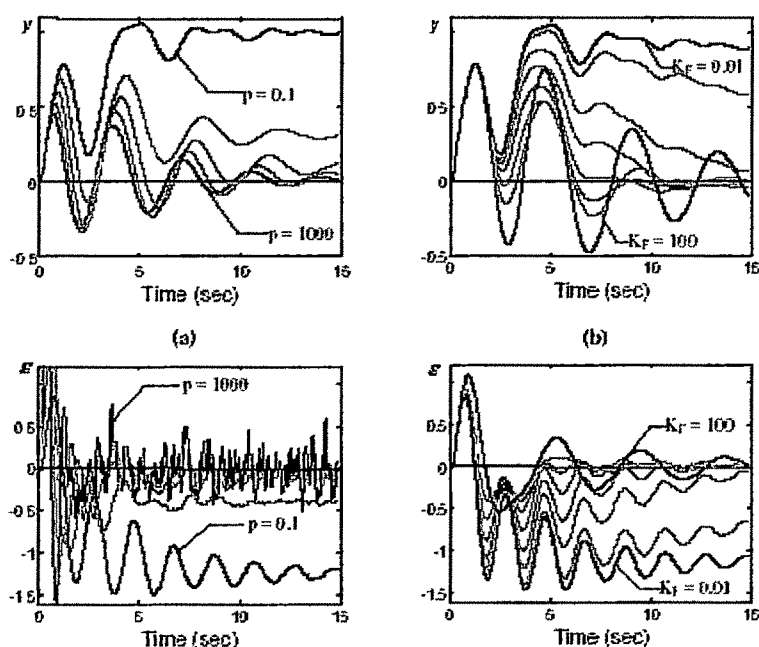 y
0.5
0
-0.5
0
5
10
15
p = 0.1
p = 1000
Time (sec)
(a)
y
0.5
0
-0.5
0
5
10
15
K_F = 0.01
K_F = 100
Time (sec)
(b)
ε
0.5
0
-0.5
-1
-1.5
0
5
10
15
p = 1000
p = 0.1
Time (sec)
ε
0.5
0
-0.5
-1
-1.5
0
5
10
15
K_F = 100
K_F = 0.01
Time (sec)